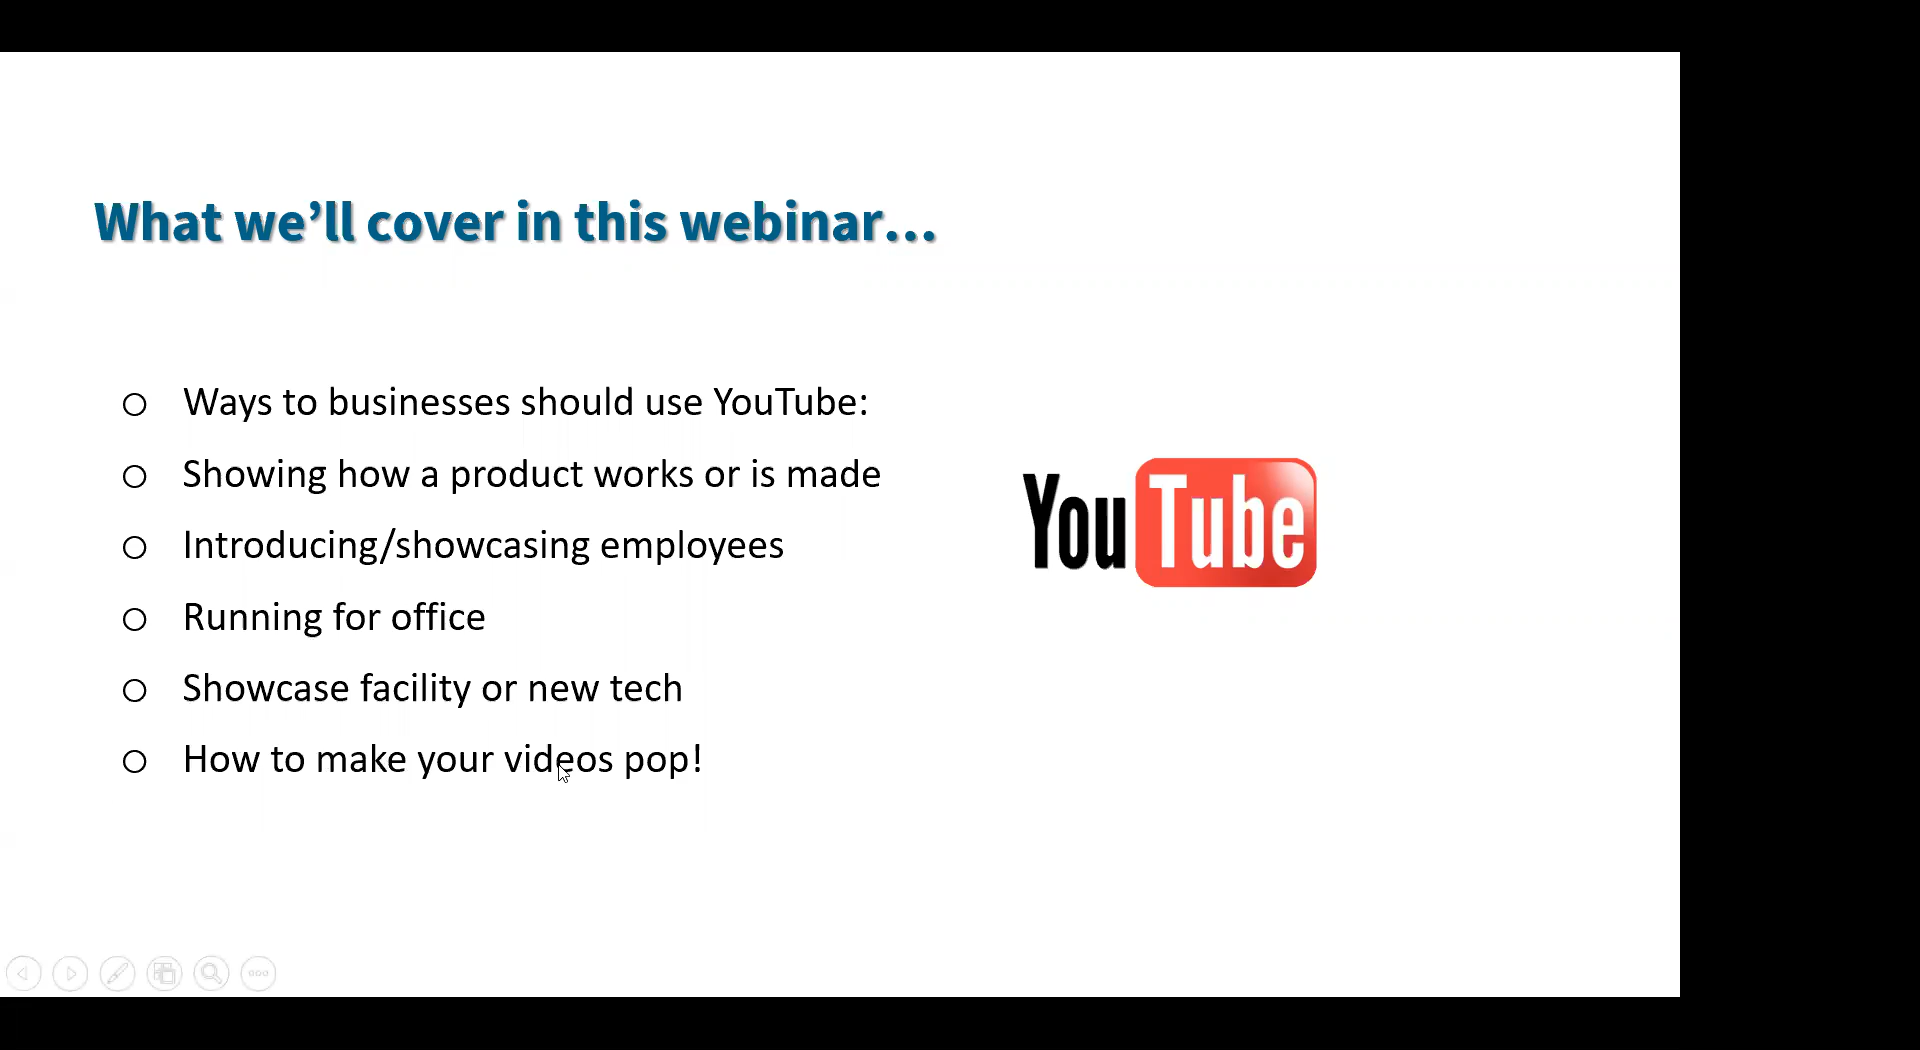 What we’ll cover in this webinar...
Ways to businesses should use YouTube:
Showing how a product works or is made
Introducing/showcasing employees
Running for office
Showcase facility or new tech
How to make your videos pop!
YouTube